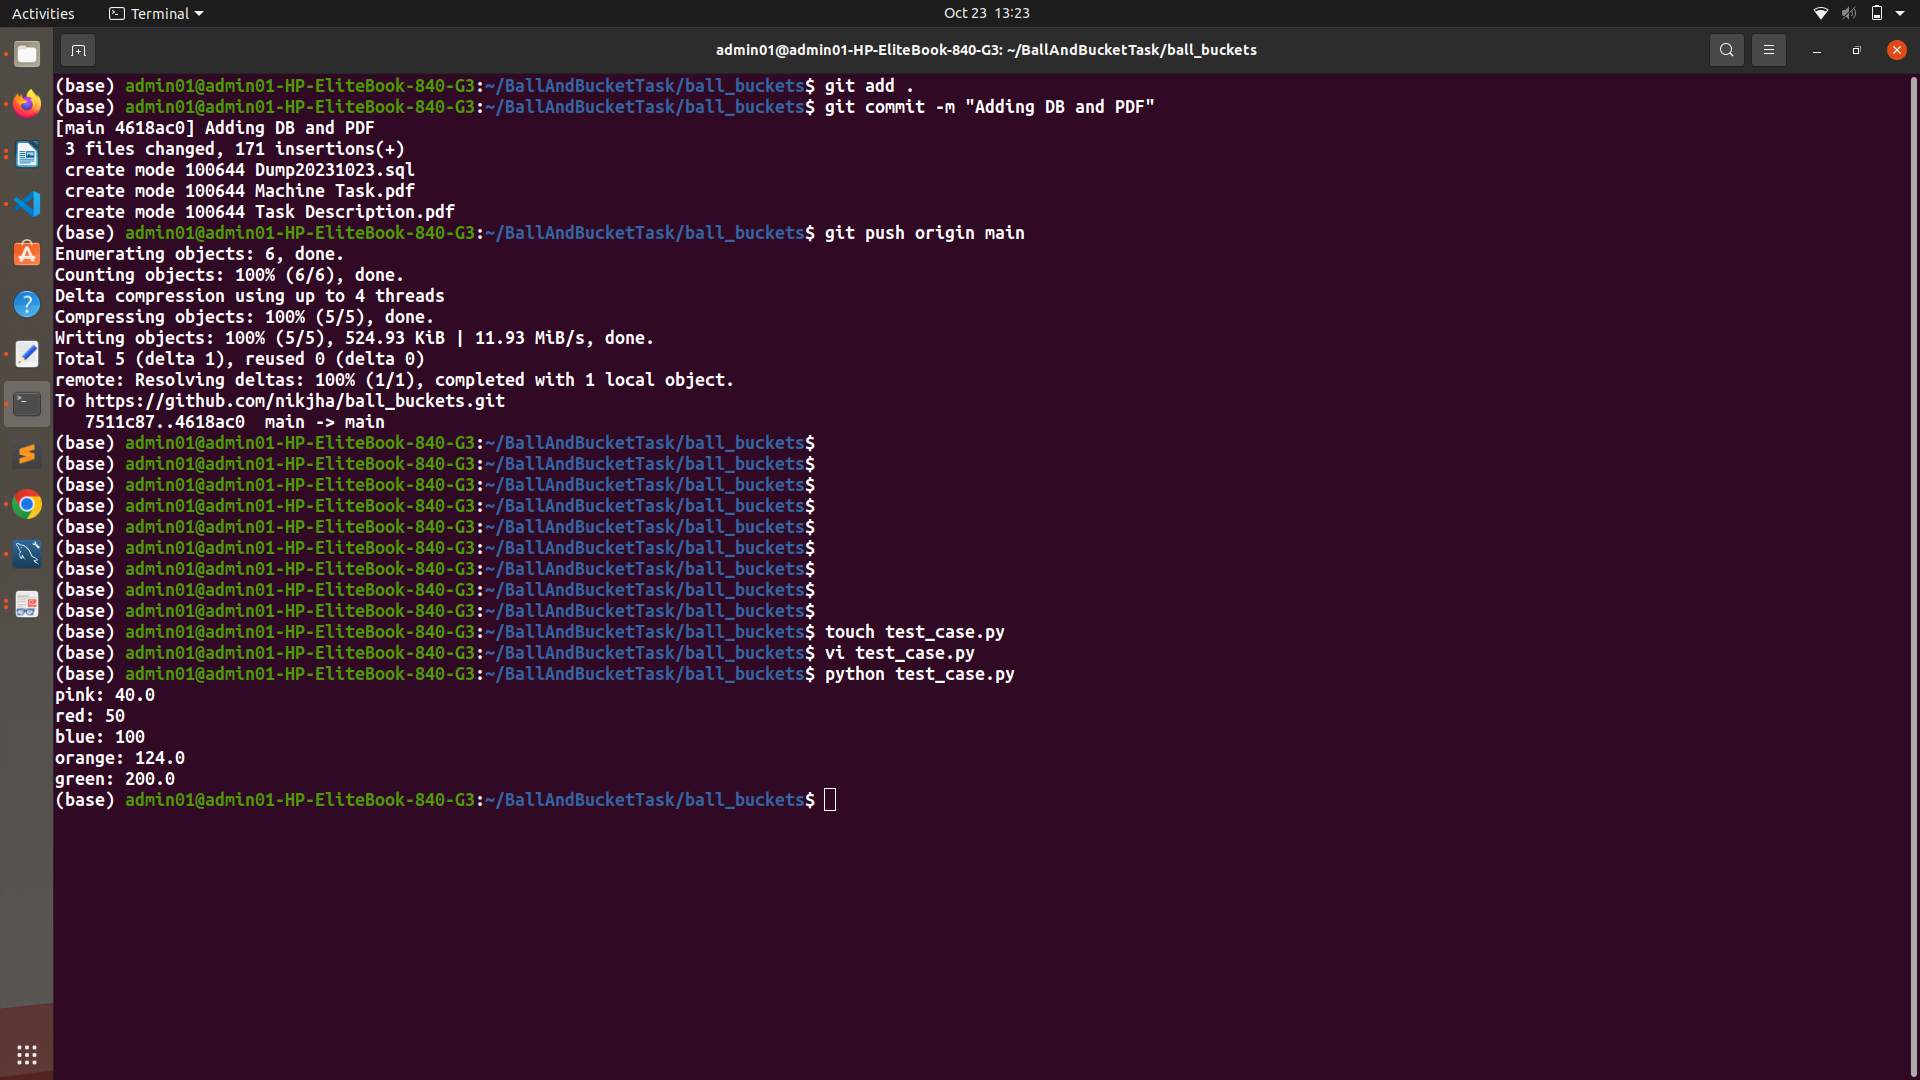 Activities
Terminal
Oct 23 13:23
admin01@admin01-HP-EliteBook-840-G3: ~/BallAndBucketTask/ball_buckets
(base) admin01@admin01-HP-EliteBook-840-G3:~/BallAndBucketTask/ball_buckets$ git add .
(base) admin01@admin01-HP-EliteBook-840-G3:~/BallAndBucketTask/ball_buckets$ git commit -m "Adding DB and PDF"
[main 4618ac0] Adding DB and PDF
 3 files changed, 171 insertions(+)
 create mode 100644 Dump20231023.sql
 create mode 100644 Machine Task.pdf
 create mode 100644 Task Description.pdf
(base) admin01@admin01-HP-EliteBook-840-G3:~/BallAndBucketTask/ball_buckets$ git push origin main
Enumerating objects: 6, done.
Counting objects: 100% (6/6), done.
Delta compression using up to 4 threads
Compressing objects: 100% (5/5), done.
Writing objects: 100% (5/5), 524.93 KiB | 11.93 MiB/s, done.
Total 5 (delta 1), reused 0 (delta 0)
remote: Resolving deltas: 100% (1/1), completed with 1 local object.
To https://github.com/nikjha/ball_buckets.git
   7511c87..4618ac0  main -> main
(base) admin01@admin01-HP-EliteBook-840-G3:~/BallAndBucketTask/ball_buckets$
(base) admin01@admin01-HP-EliteBook-840-G3:~/BallAndBucketTask/ball_buckets$
(base) admin01@admin01-HP-EliteBook-840-G3:~/BallAndBucketTask/ball_buckets$
(base) admin01@admin01-HP-EliteBook-840-G3:~/BallAndBucketTask/ball_buckets$
(base) admin01@admin01-HP-EliteBook-840-G3:~/BallAndBucketTask/ball_buckets$
(base) admin01@admin01-HP-EliteBook-840-G3:~/BallAndBucketTask/ball_buckets$
(base) admin01@admin01-HP-EliteBook-840-G3:~/BallAndBucketTask/ball_buckets$
(base) admin01@admin01-HP-EliteBook-840-G3:~/BallAndBucketTask/ball_buckets$
(base) admin01@admin01-HP-EliteBook-840-G3:~/BallAndBucketTask/ball_buckets$
(base) admin01@admin01-HP-EliteBook-840-G3:~/BallAndBucketTask/ball_buckets$ touch test_case.py
(base) admin01@admin01-HP-EliteBook-840-G3:~/BallAndBucketTask/ball_buckets$ vi test_case.py
(base) admin01@admin01-HP-EliteBook-840-G3:~/BallAndBucketTask/ball_buckets$ python test_case.py
pink: 40.0
red: 50
blue: 100
orange: 124.0
green: 200.0
(base) admin01@admin01-HP-EliteBook-840-G3:~/BallAndBucketTask/ball_buckets$